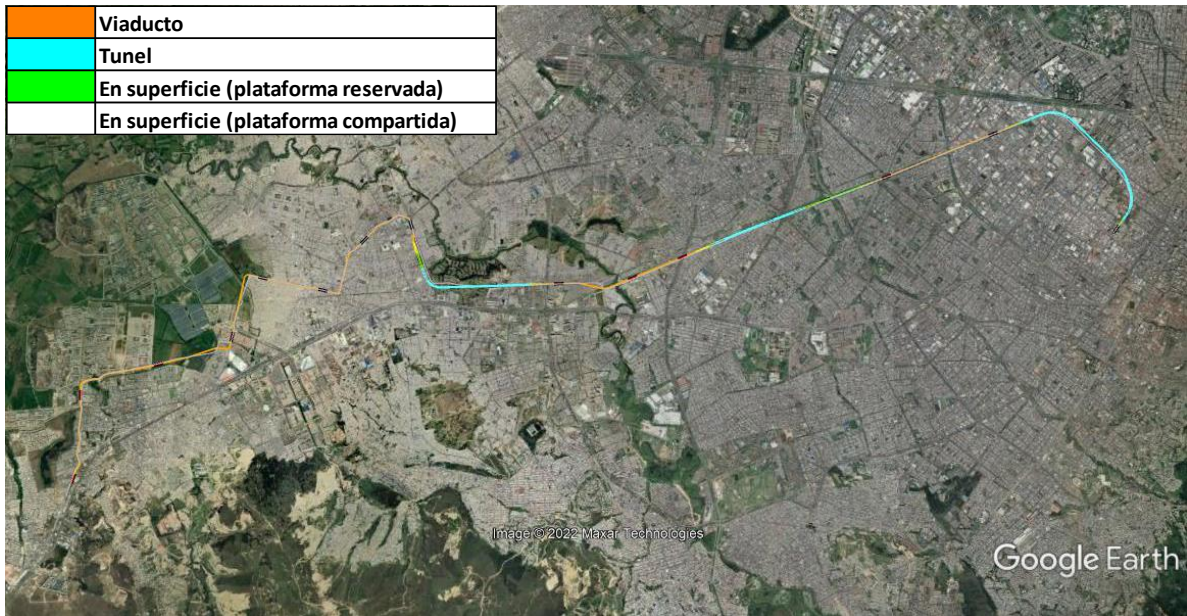 Viaducto
Tunel
En superficie (plataforma reservada)
En superficie (plataforma compartida)
Image © 2022 Maxar Technologies
Google Earth